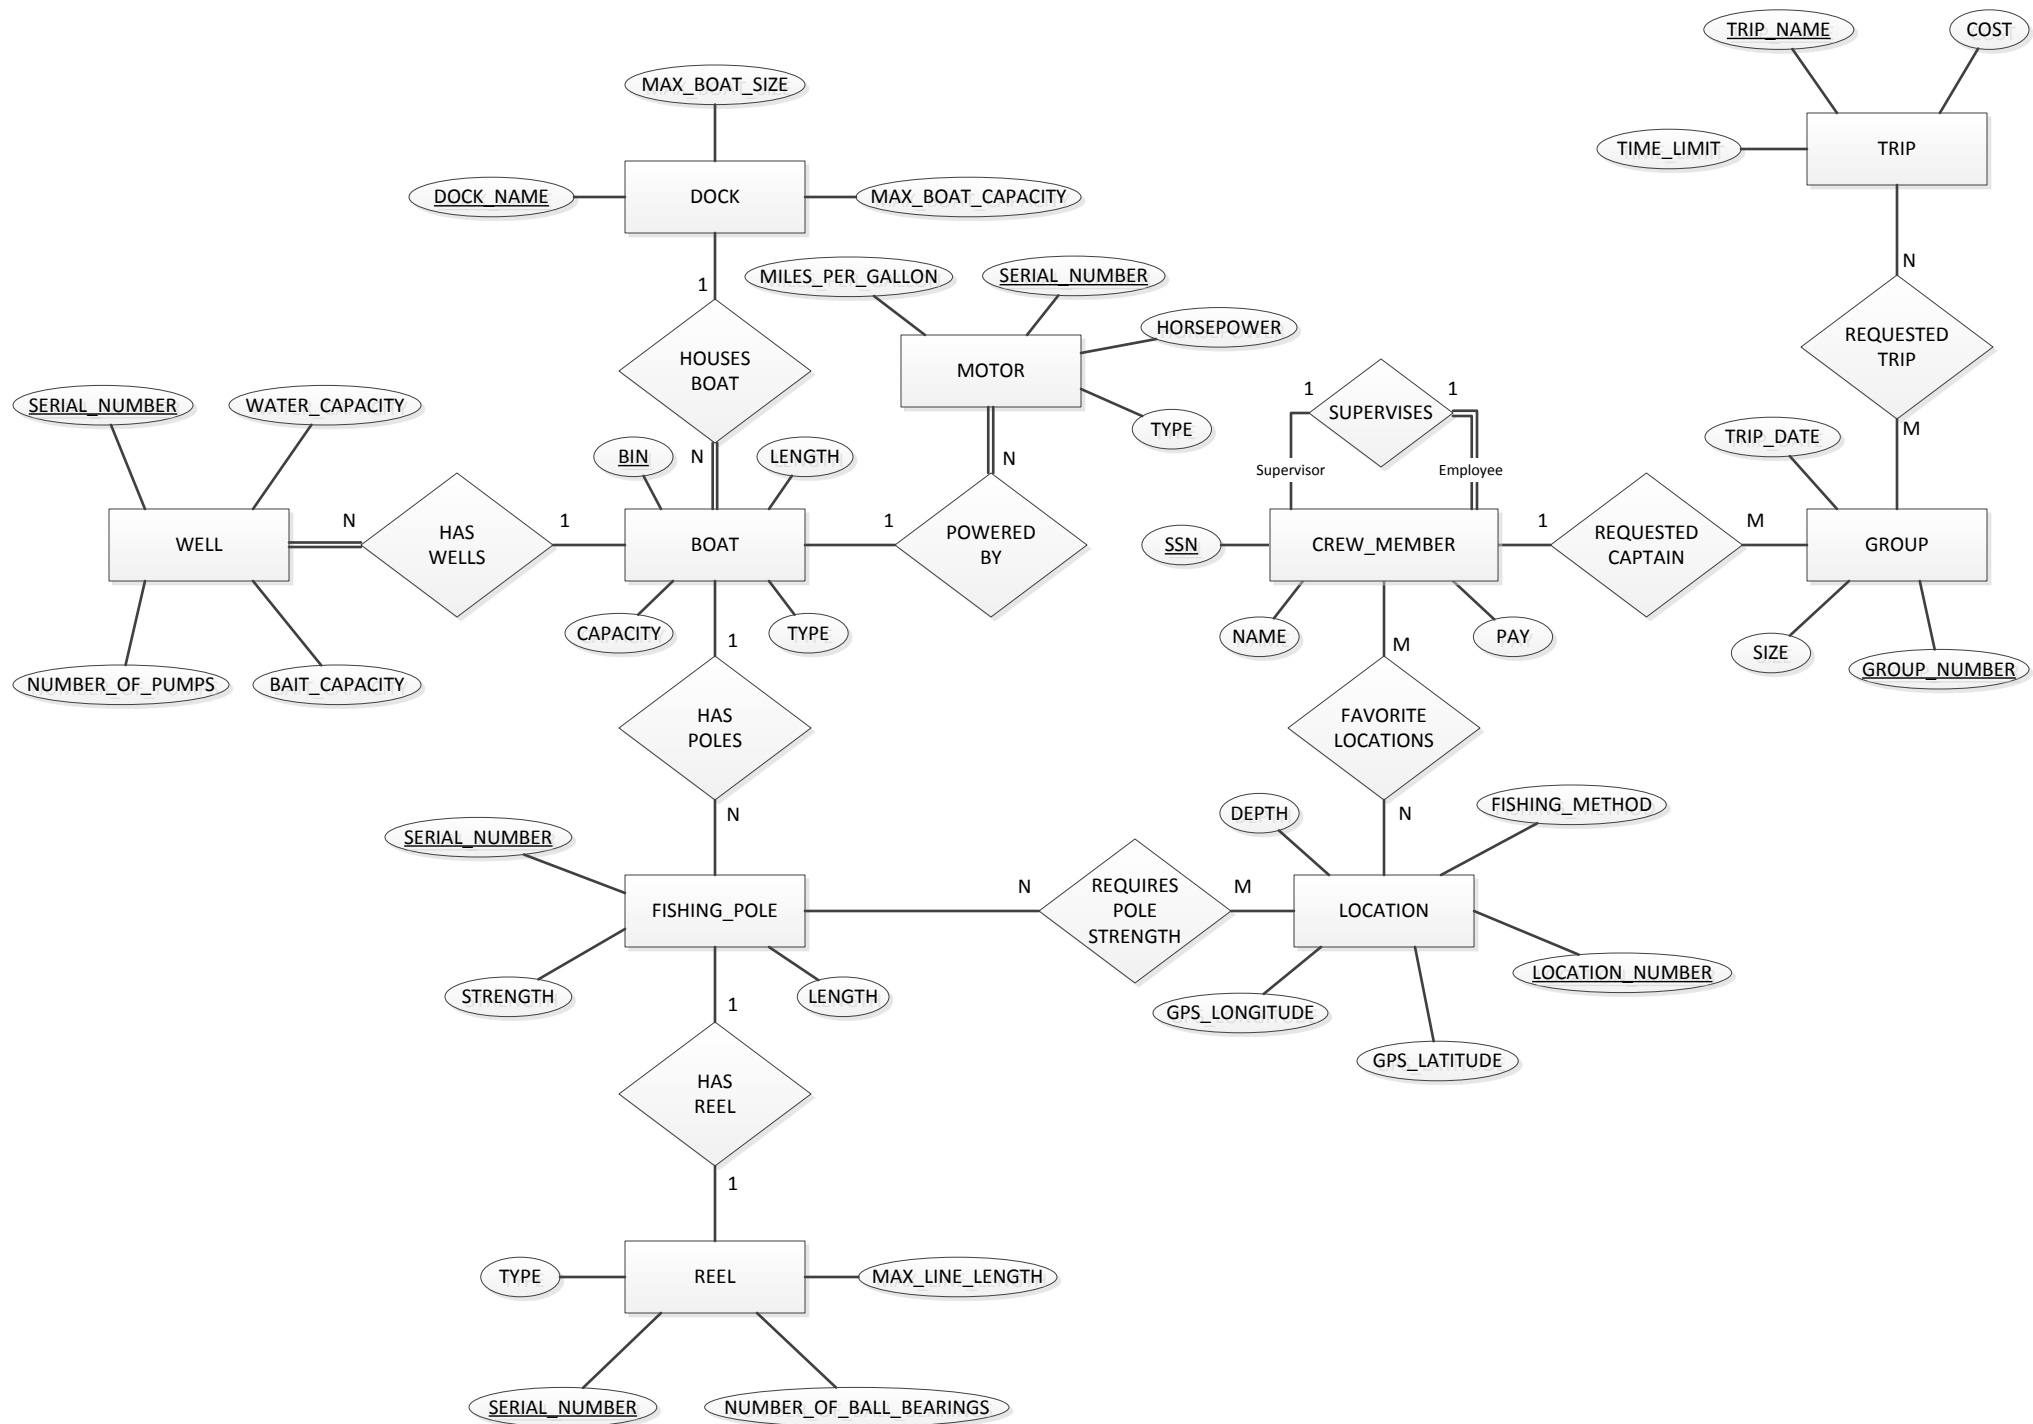 TRIP_NAME
COST
MAX_BOAT_SIZE
TIME_LIMIT
TRIP
DOCK_NAME
DOCK
MAX_BOAT_CAPACITY
1
MILES_PER_GALLON
SERIAL_NUMBER
N
HORSEPOWER
HOUSES
BOAT
MOTOR
REQUESTED
TRIP
SERIAL_NUMBER
WATER_CAPACITY
1
SUPERVISES
1
TYPE
M
TRIP_DATE
BIN
N
LENGTH
N
Supervisor
Employee
WELL
N
HAS
WELLS
1
BOAT
1
POWERED
BY
SSN
CREW_MEMBER
1
REQUESTED
CAPTAIN
M
GROUP
CAPACITY
1
TYPE
NAME
M
PAY
SIZE
GROUP_NUMBER
NUMBER_OF_PUMPS
BAIT_CAPACITY
HAS
POLES
FAVORITE
LOCATIONS
N
DEPTH
N
FISHING_METHOD
SERIAL_NUMBER
FISHING_POLE
N
REQUIRES
POLE
STRENGTH
M
LOCATION
STRENGTH
1
LENGTH
GPS_LONGITUDE
LOCATION_NUMBER
GPS_LATITUDE
HAS
REEL
1
TYPE
REEL
MAX_LINE_LENGTH
SERIAL_NUMBER
NUMBER_OF_BALL_BEARINGS